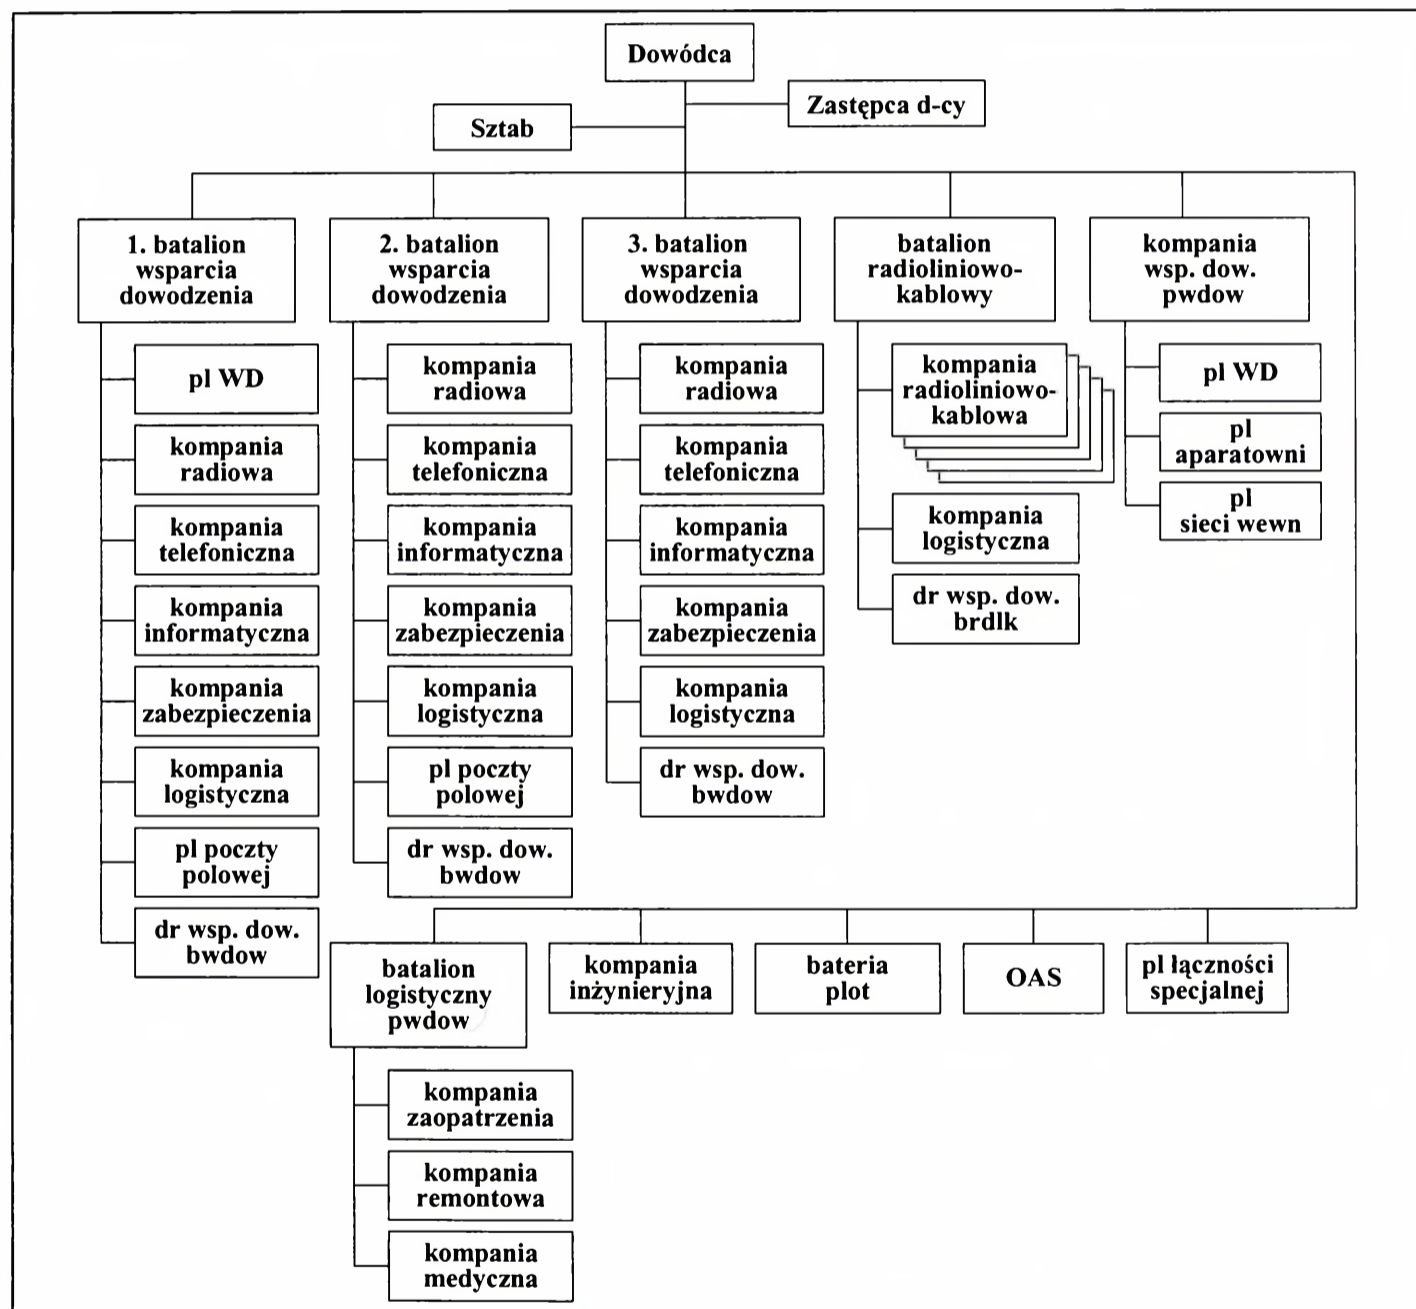 Dowódca
Zastępca d-cy
Sztab
1. batalion
wsparcia
dowodzenia
2. batalion
wsparcia
dowodzenia
3. batalion
wsparcia
dowodzenia
batalion
radioliniowo-
kablowy
kompania
wsp. dow.
pwdow
pl WD
kompania
radiowa
kompania
telefoniczna
kompania
informatyczna
kompania
zabezpieczenia
kompania
logistyczna
pl poczty
polowej
dr wsp. dow.
bwdow
kompania
radiowa
kompania
telefoniczna
kompania
informatyczna
kompania
zabezpieczenia
kompania
logistyczna
pl poczty
polowej
dr wsp. dow.
bwdow
kompania
radiowa
kompania
telefoniczna
kompania
informatyczna
kompania
zabezpieczenia
kompania
logistyczna
dr wsp. dow.
bwdow
kompania
radioliniowo-
kablowa
kompania
logistyczna
dr wsp. dow.
brdlk
pl WD
pl
aparatowni
pl
sieci wewn
batalion
logistyczny
pwdow
kompania
inżynieryjna
bateria
plot
OAS
pl łączności
specjalnej
kompania
zaopatrzenia
kompania
remontowa
kompania
medyczna